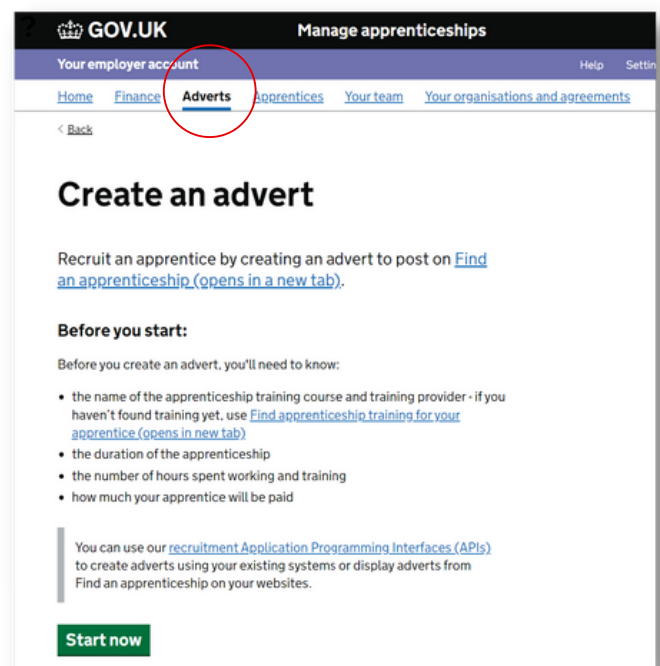 ?
GOV.UK Manage apprenticeships
Your employer account Help Settin
Home Finance Adverts Apprentices Your team Your organisations and agreements
< Back
Create an advert
Recruit an apprentice by creating an advert to post on Find
an apprenticeship (opens in a new tab).
Before you start:
Before you create an advert, you'll need to know:
• the name of the apprenticeship training course and training provider - if you
haven't found training yet, use Find apprenticeship training for your
apprentice (opens in new tab)
• the duration of the apprenticeship
• the number of hours spent working and training
• how much your apprentice will be paid
You can use our recruitment Application Programming Interfaces (APIs)
to create adverts using your existing systems or display adverts from
Find an apprenticeship on your websites.
Start now